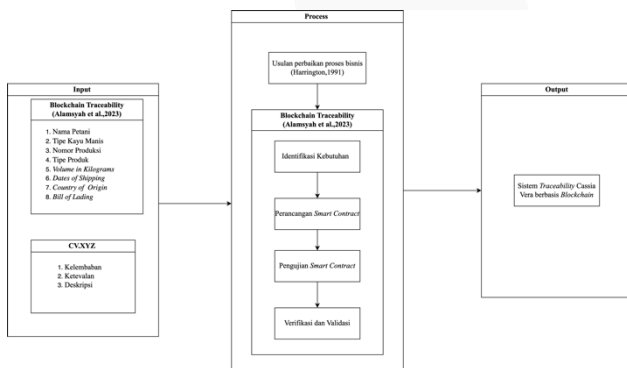 Input
Blockchain Traceability
(Alamsyah et al.,2023)
1. Nama Petani
2. Tipe Kayu Manis
3. Nomor Produksi
4. Tipe Produk
5. Volume in Kilograms
6. Dates of Shipping
7. Country of Origin
8. Bill of Lading
CV.XYZ
1. Kelembaban
2. Ketevalan
3. Deskripsi
Process
Usulan perbaikan proses bisnis
(Harrington,1991)
Blockchain Traceability
(Alamsyah et al.,2023)
Identifikasi Kebutuhan
Perancangan Smart Contract
Pengujian Smart Contract
Verifikasi dan Validasi
Output
Sistem Traceability Cassia
Vera berbasis Blockchain